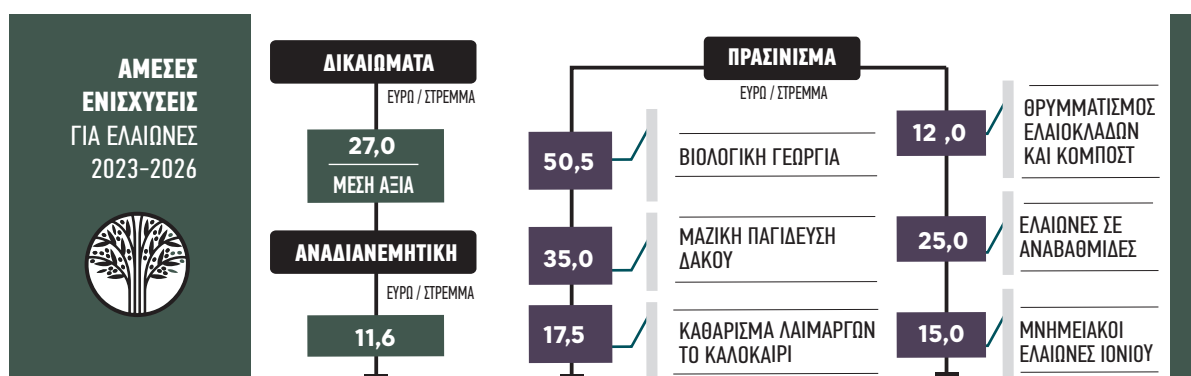 ΑΜΕΣΕΣ
ΕΝΙΣΧΥΣΕΙΣ
ΓΙΑ ΕΛΑΙΩΝΕΣ
2023-2026
ΔΙΚΑΙΩΜΑΤΑ
ΕΥΡΩ / ΣΤΡΕΜΜΑ
27,0
ΜΕΣΗ ΑΞΙΑ
ΑΝΑΔΙΑΝΕΜΗΤΙΚΗ
ΕΥΡΩ / ΣΤΡΕΜΜΑ
11,6
ΠΡΑΣΙΝΙΣΜΑ
ΕΥΡΩ / ΣΤΡΕΜΜΑ
50,5
ΒΙΟΛΟΓΙΚΗ ΓΕΩΡΓΙΑ
35,0
ΜΑΖΙΚΗ ΠΑΓΙΔΕΥΣΗ
ΔΑΚΟΥ
17,5
ΚΑΘΑΡΙΣΜΑ ΛΑΙΜΑΡΓΩΝ
ΤΟ ΚΑΛΟΚΑΙΡΙ
12 ,0
ΘΡΥΜΜΑΤΙΣΜΟΣ
ΕΛΑΙΟΚΛΑΔΩΝ
ΚΑΙ ΚΟΜΠΟΣΤ
25,0
ΕΛΑΙΩΝΕΣ ΣΕ
ΑΝΑΒΑΘΜΙΔΕΣ
15,0
ΜΝΗΜΕΙΑΚΟΙ
ΕΛΑΙΩΝΕΣ ΙΟΝΙΟΥ